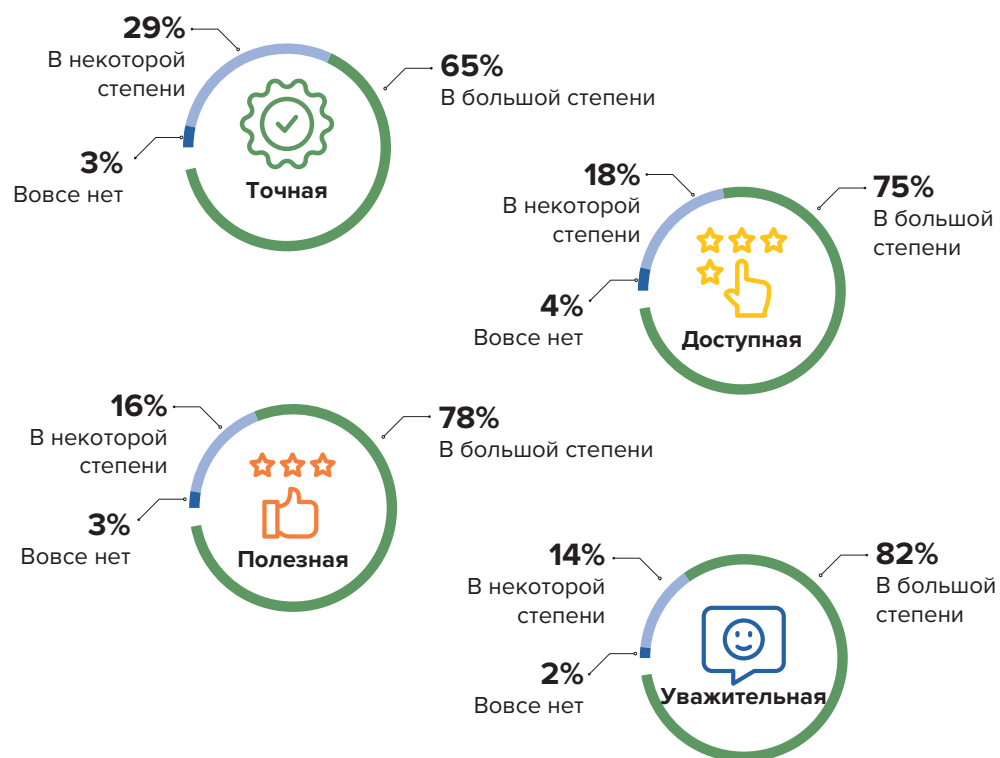 29%
В некоторой
степени
65%
В большой степени
3%
Вовсе нет
Точная
18%
В некоторой
степени
75%
В большой
степени
4%
Вовсе нет
Доступная
16%
В некоторой
степени
78%
В большой степени
3%
Вовсе нет
Полезная
14%
В некоторой
степени
82%
В большой
степени
2%
Вовсе нет
Уважительная